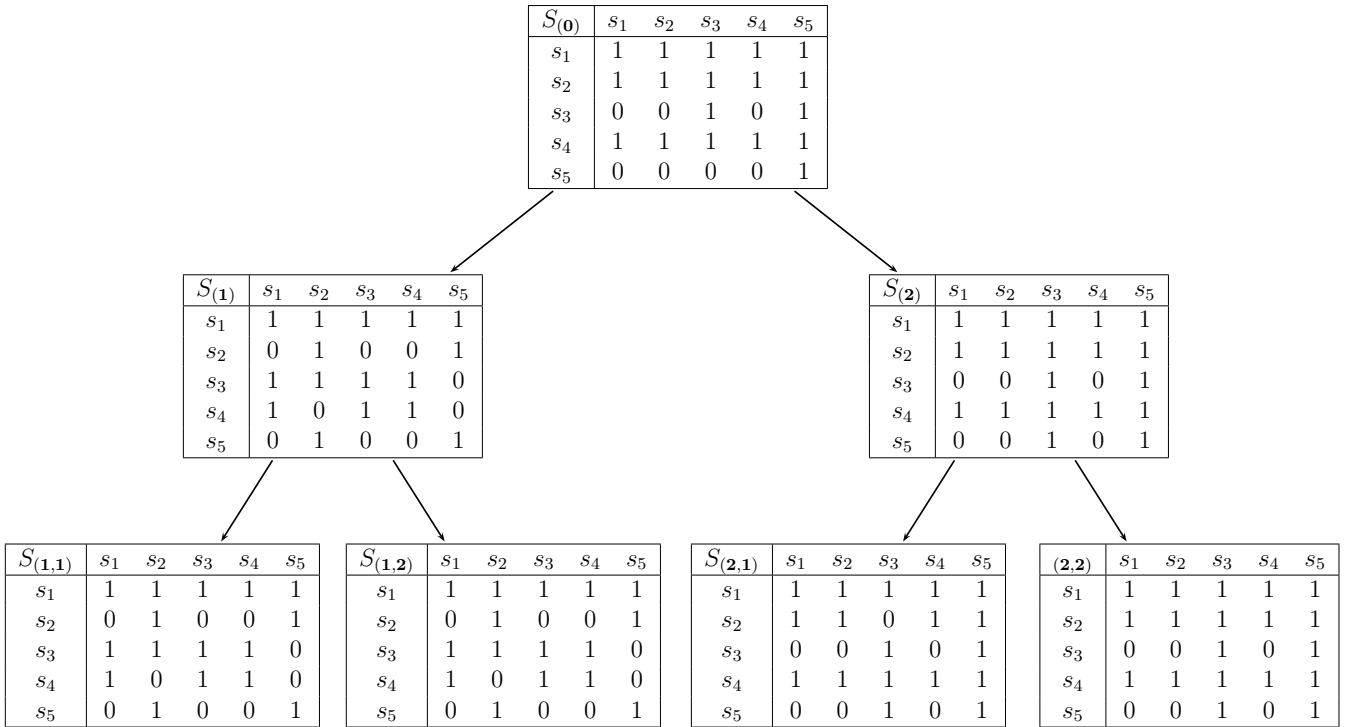 S(0) s1 s2 s3 s4 s5
s1 1 1 1 1 1
s2 1 1 1 1 1
s3 0 0 1 0 1
s4 1 1 1 1 1
s5 0 0 0 0 1
S(1) s1 s2 s3 s4 s5
s1 1 1 1 1 1
s2 0 1 0 0 1
s3 1 1 1 1 0
s4 1 0 1 1 0
s5 0 1 0 0 1
S(2) s1 s2 s3 s4 s5
s1 1 1 1 1 1
s2 1 1 1 1 1
s3 0 0 1 0 1
s4 1 1 1 1 1
s5 0 0 1 0 1
S(1,1) s1 s2 s3 s4 s5
s1 1 1 1 1 1
s2 0 1 0 0 1
s3 1 1 1 1 0
s4 1 0 1 1 0
s5 0 1 0 0 1
S(1,2) s1 s2 s3 s4 s5
s1 1 1 1 1 1
s2 0 1 0 0 1
s3 1 1 1 1 0
s4 1 0 1 1 0
s5 0 1 0 0 1
S(2,1) s1 s2 s3 s4 s5
s1 1 1 1 1 1
s2 1 1 0 1 1
s3 0 0 1 0 1
s4 1 1 1 1 1
s5 0 0 1 0 1
(2,2) s1 s2 s3 s4 s5
s1 1 1 1 1 1
s2 1 1 1 1 1
s3 0 0 1 0 1
s4 1 1 1 1 1
s5 0 0 1 0 1